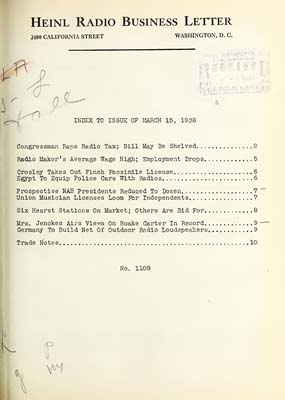 HEINL RADIO BUSINESS LETTER
2400 CALIFORNIA STREET WASHINGTON, D. C.
INDEX TO ISSUE OF MARCH 15, 1938
Congressman Raps Radio Tax; Bill May Be Shelved..............2
Radio Maker's Average Wage High; Employment Drops.............5
Crosley Takes Out Finch Facsimile License.....................6
Egypt To Equip Police Cars With Radios........................6
Prospective NAB Presidents Reduced To Dozen...................7
Union Musician Licenses Loom For Independents.................7
Six Hearst Stations On Market; Others Are Bid For.............8
Mrs. Jenckes Airs Views On Boake Carter In Record.............9
Germany To Build Net Of Outdoor Radio Loudspeakers............9
Trade Notes..................................................10
No. 1108